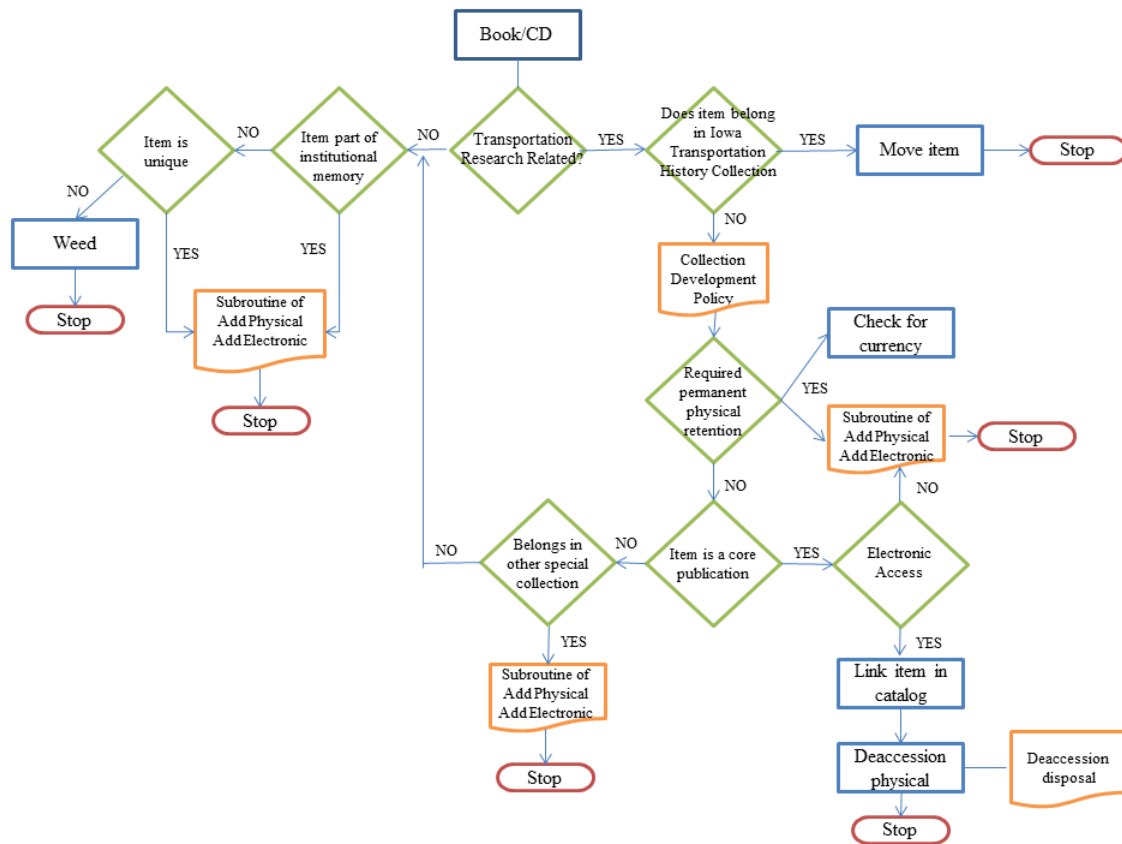 Book/CD
Does item belong
in Iowa
Transportation
History Collection
Item is
unique
NO
Item part of
institutional
memory
NO
Transportation
Research Related?
YES
YES
Move item
Stop
NO
NO
Weed
YES
YES
Collection
Development
Policy
Stop
Subroutine of
Add Physical
Add Electronic
Check for
currency
Required
permanent
physical
retention
YES
Stop
Subroutine of
Add Physical
Add Electronic
Stop
NO
NO
NO
Belongs in
other special
collection
NO
Item is a core
publication
YES
Electronic
Access
YES
YES
Subroutine of
Add Physical
Add Electronic
Link item in
catalog
Stop
Deaccession
physical
Deaccession
disposal
Stop